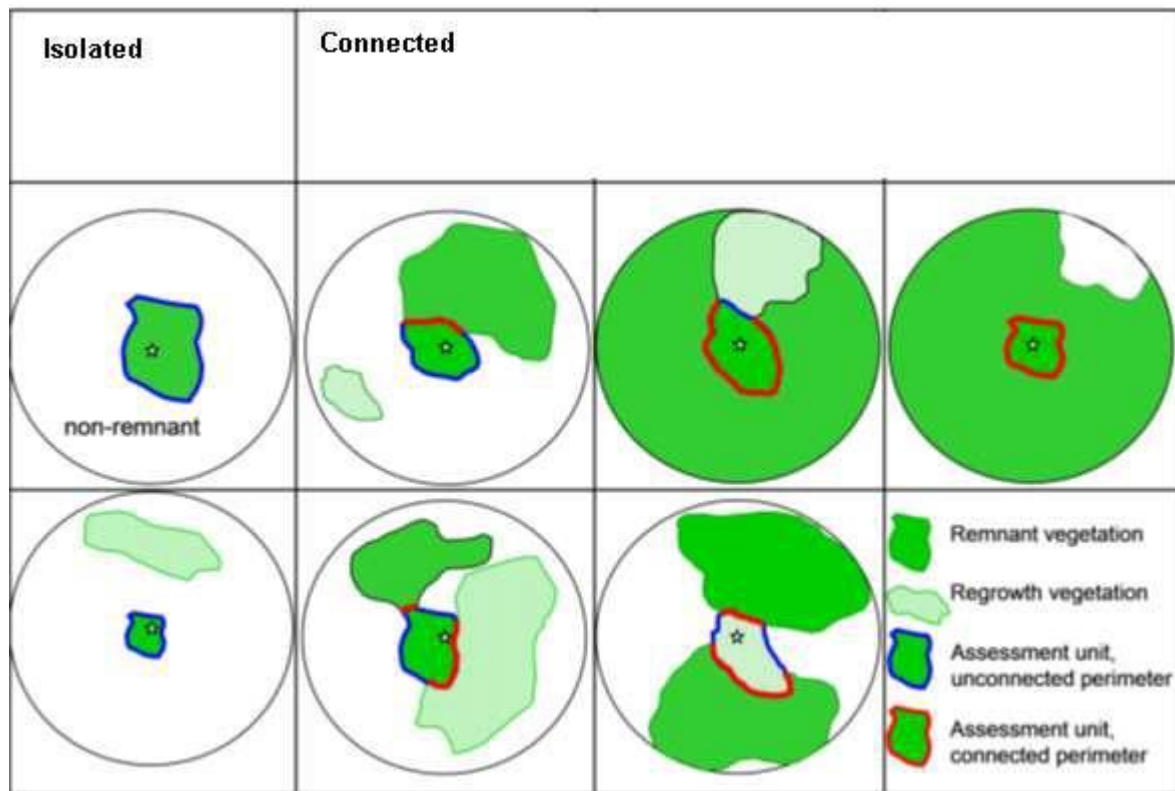 Isolated
Connected
non-remnant
Remnant vegetation
Regrowth vegetation
Assessment unit,
unconnected perimeter
Assessment unit,
connected perimeter